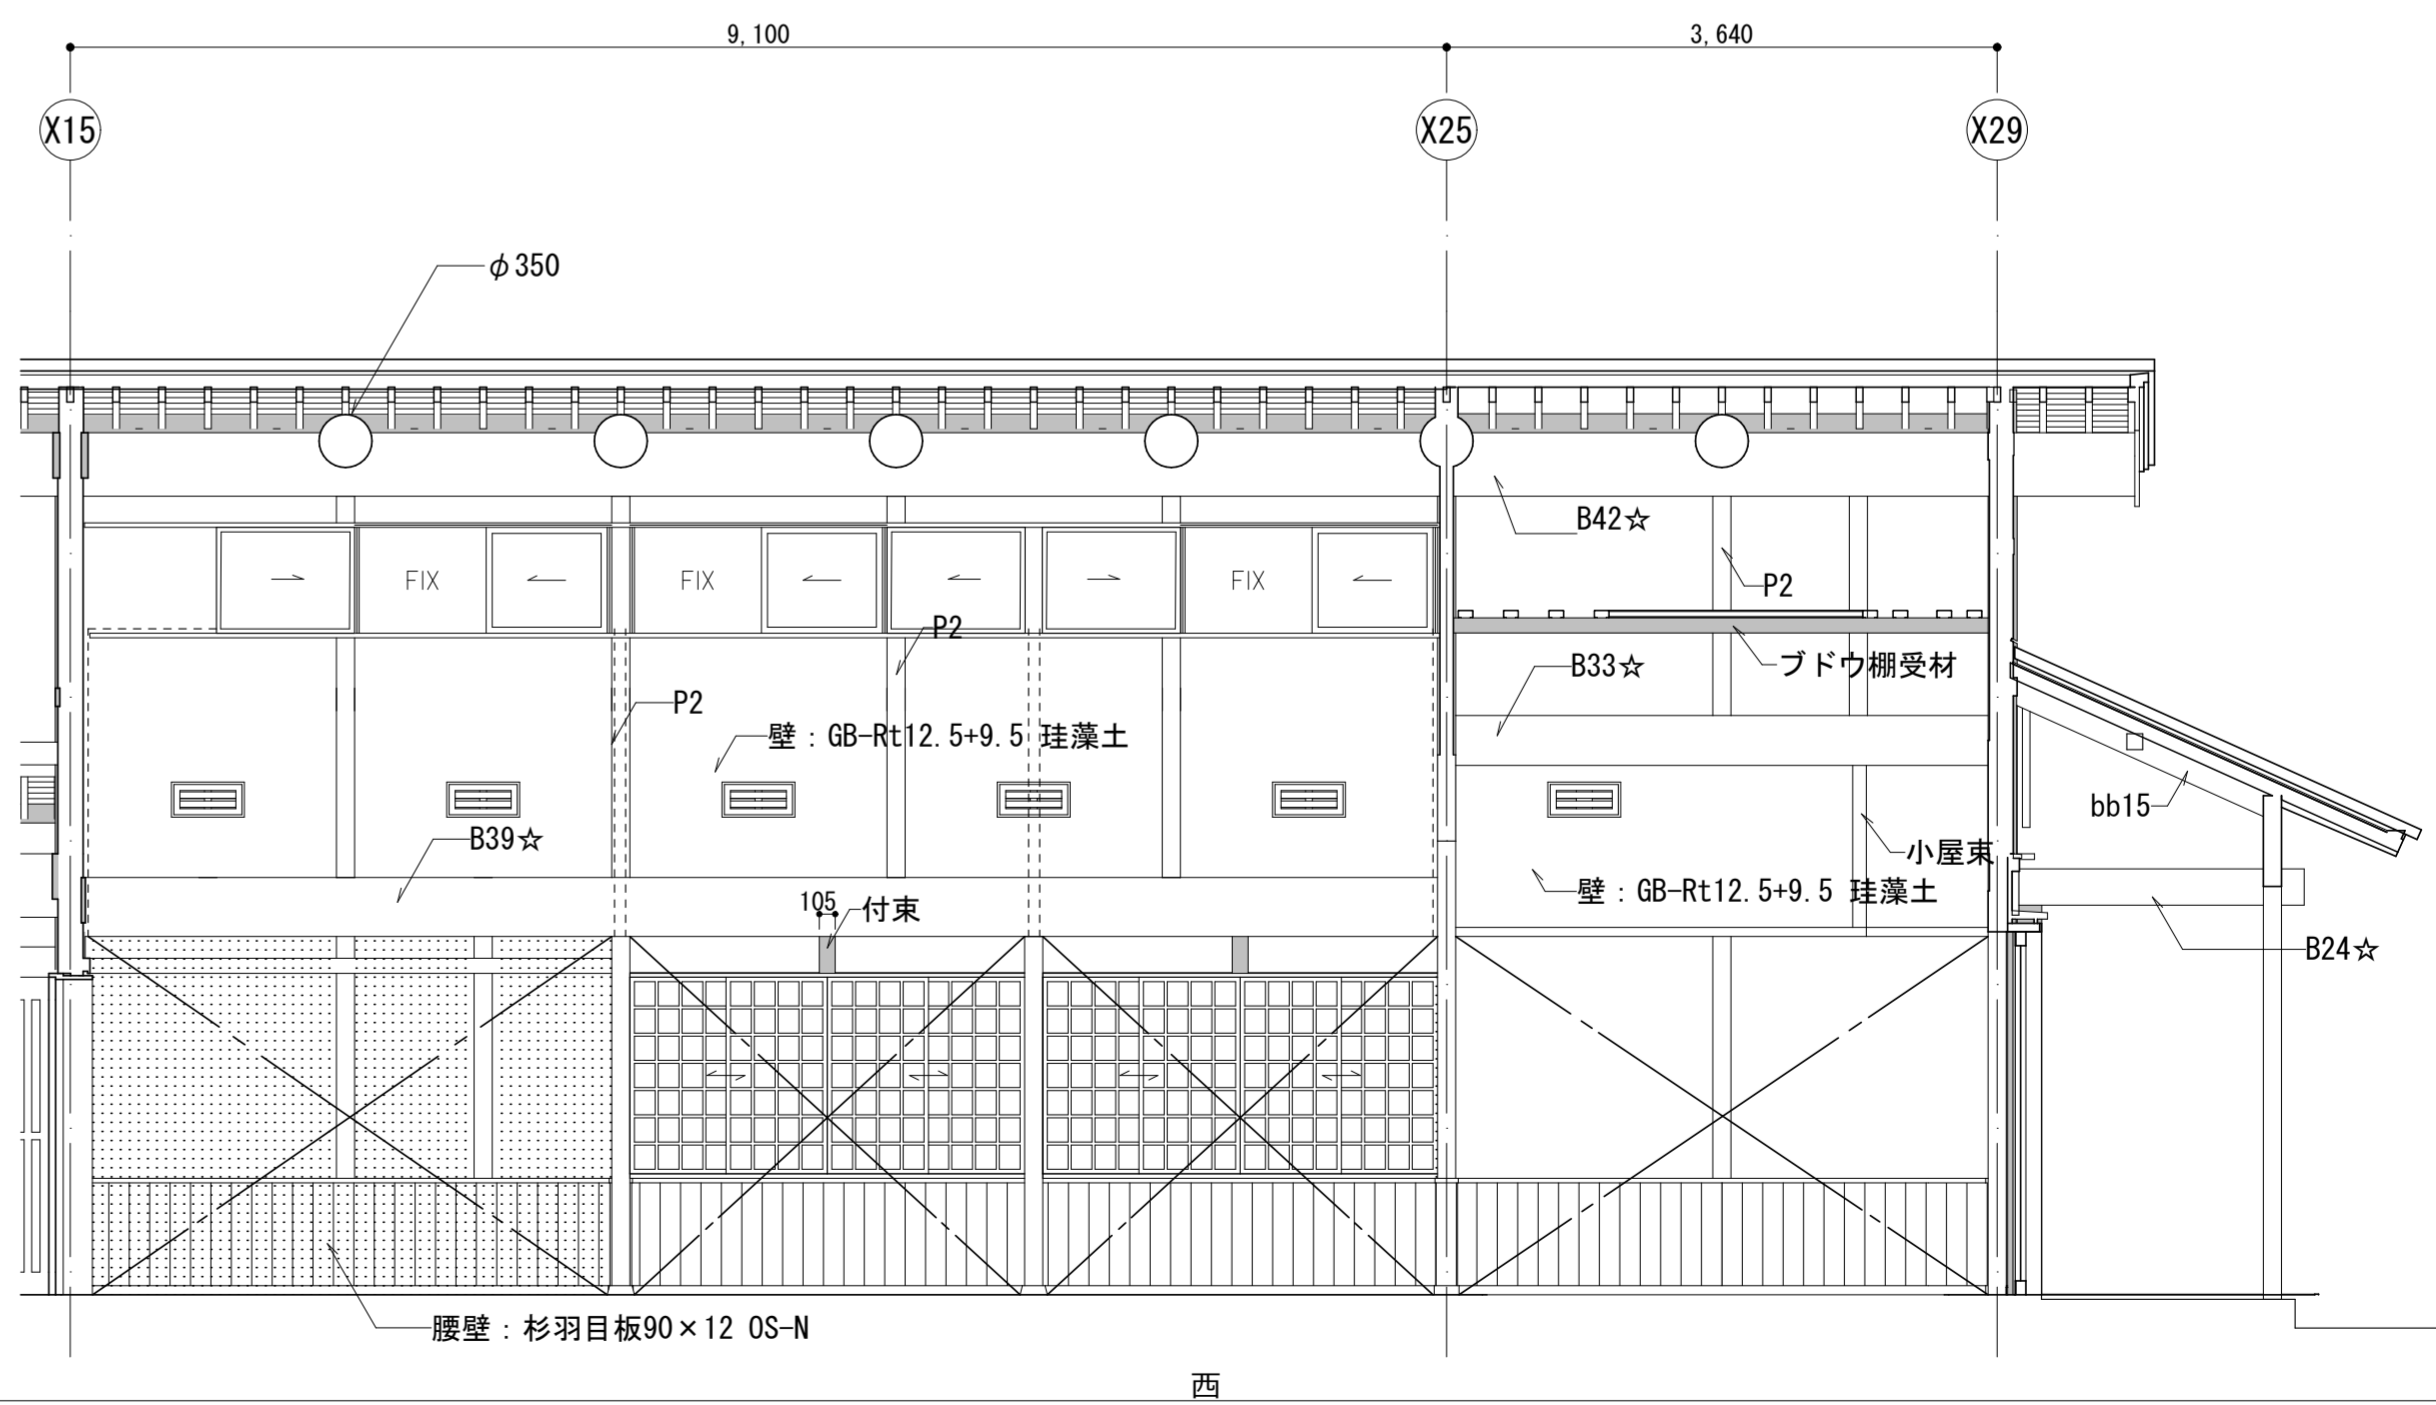 9,100
3,640
X15
X25
X29
φ350
B42☆
FIX
FIX
FIX
P2
P2
B33☆
ブドウ棚受材
P2
壁：GB-Rt12.5+9.5 珪藻土
bb15
B39☆
小屋束
壁：GB-Rt12.5+9.5 珪藻土
105
付束
B24☆
腰壁：杉羽目板90×12 OS-N
西